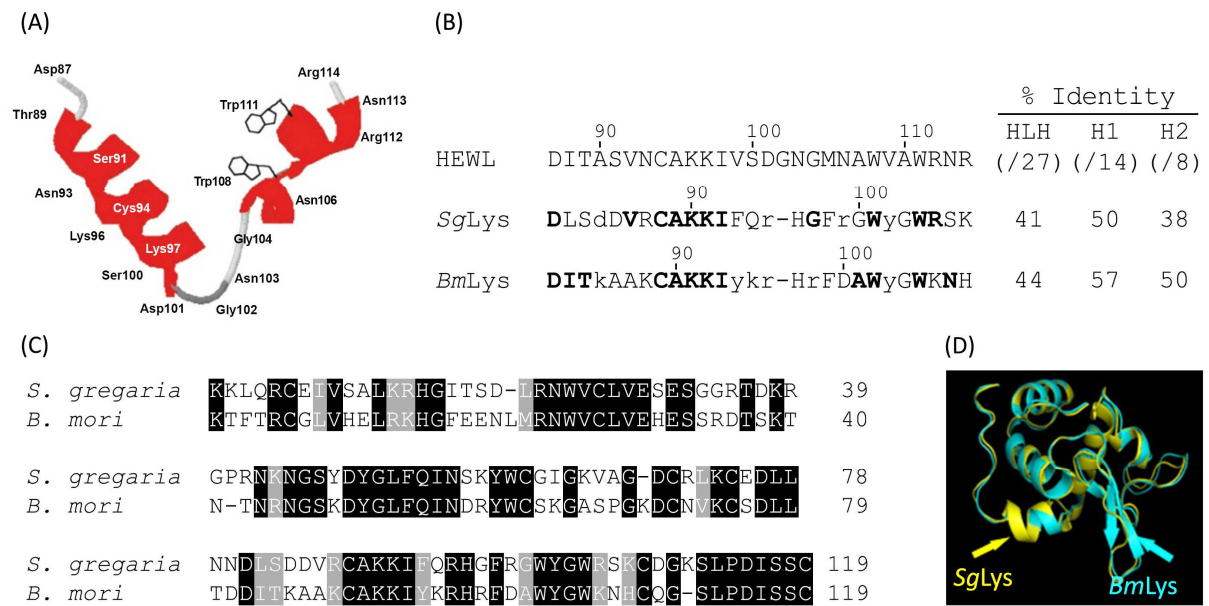 (A)
Asp87
Thr89
Ser91
Asn93
Cys94
Lys96
Lys97
Ser100
Asp101
Gly102
Asn103
Gly104
Asn106
Trp108
Trp111
Arg112
Asn113
Arg114
(B)
% Identity
90 100 110 HLH H1 H2
HEWL DITASVNCAKKIVSDGNGMNAWVAWRNR (/27) (/14) (/8)
90 100
SgLys DLSdDVRCAKKIFQr-HGFrGWyGWRSK 41 50 38
90 100
BmLys DITkAAKCAKKIykr-HrFDAWyGWKNH 44 57 50
(C)
S. gregaria KKLQRCEIVSALKRHGITSD-LRNWVCLVESESGGRTDKR 39
B. mori KTFTRCGLVHELRKHGFEENLMRNWVCLVEHESSRDTSKT 40
S. gregaria GPRNKNGSYDYGLFQINSKYWCGIGKVAG-DCRLKCEDLL 78
B. mori N-TNRNGSKDYGLFQINDRYWCSKGASPGKDCNVKCSDLL 79
S. gregaria NNDLSDDVRCAKKIFQRHGFRGWYGWRSKCDGKSLPDISSC 119
B. mori TDDITKAAKCAKKIYKRHRFDAWYGWKNHCQG-SLPDISSC 119
(D)
SgLys BmLys